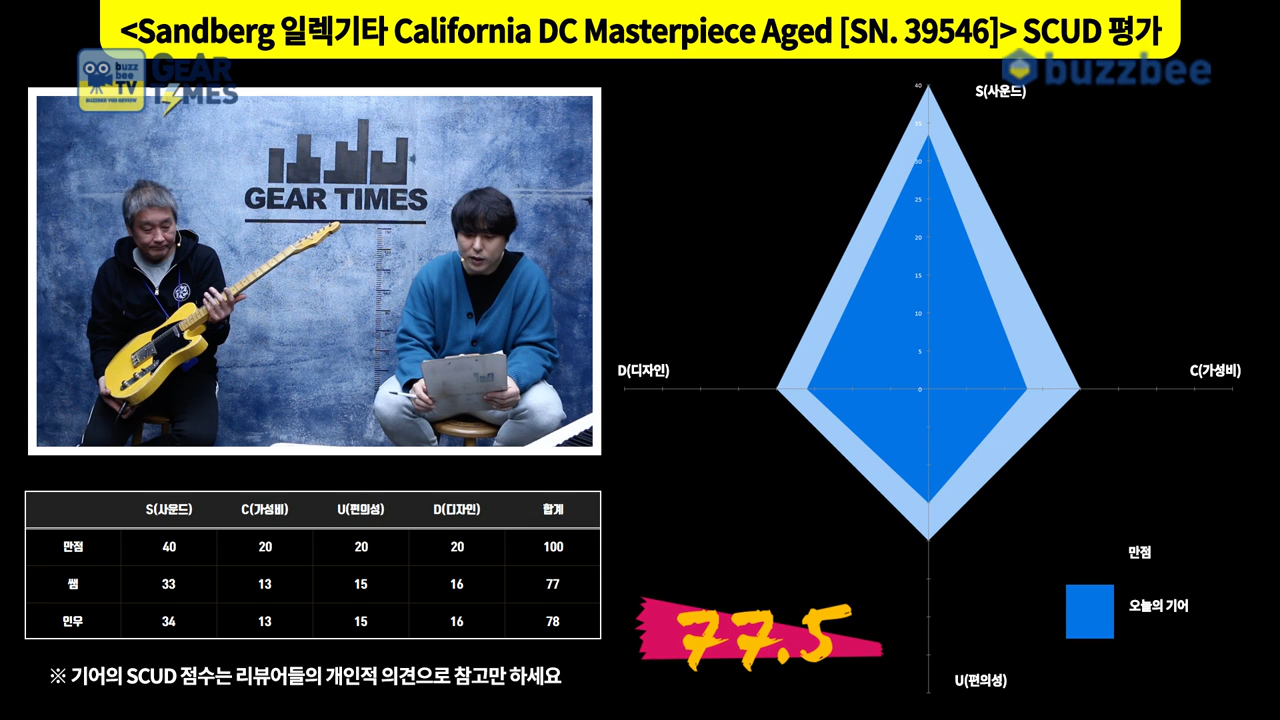 <Sandberg 일렉기타 California DC Masterpiece Aged [SN. 39546]> SCUD 평가
buzz
bee
TV
BUZZBEE YOU REVIEW
GEAR
TIMES
buzzbee
GEAR TIMES
S(사운드)
40
35
30
25
20
15
10
5
0
D(디자인)
C(가성비)
U(편의성)
만점
오늘의 기어
S(사운드) C(가성비) U(편의성) D(디자인) 합계
만점 40 20 20 20 100
쌤 33 13 15 16 77
민우 34 13 15 16 78
77.5
※ 기어의 SCUD 점수는 리뷰어들의 개인적 의견으로 참고만 하세요